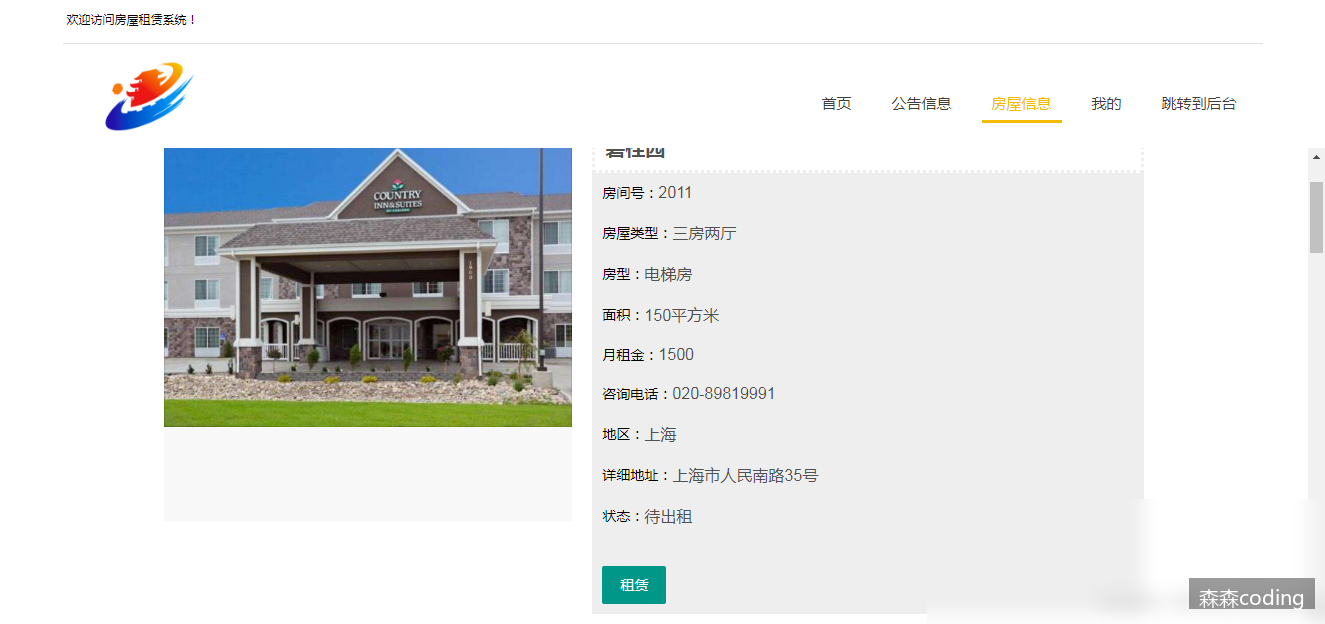 欢迎访问房屋租赁系统！
首页 公告信息 房屋信息 我的 跳转到后台
碧桂园
COUNTRY
INN & SUITES
房间号：2011
房屋类型：三房两厅
房型：电梯房
面积：150平方米
月租金：1500
咨询电话：020-89819991
地区：上海
详细地址：上海市人民南路35号
状态：待出租
租赁
森森coding